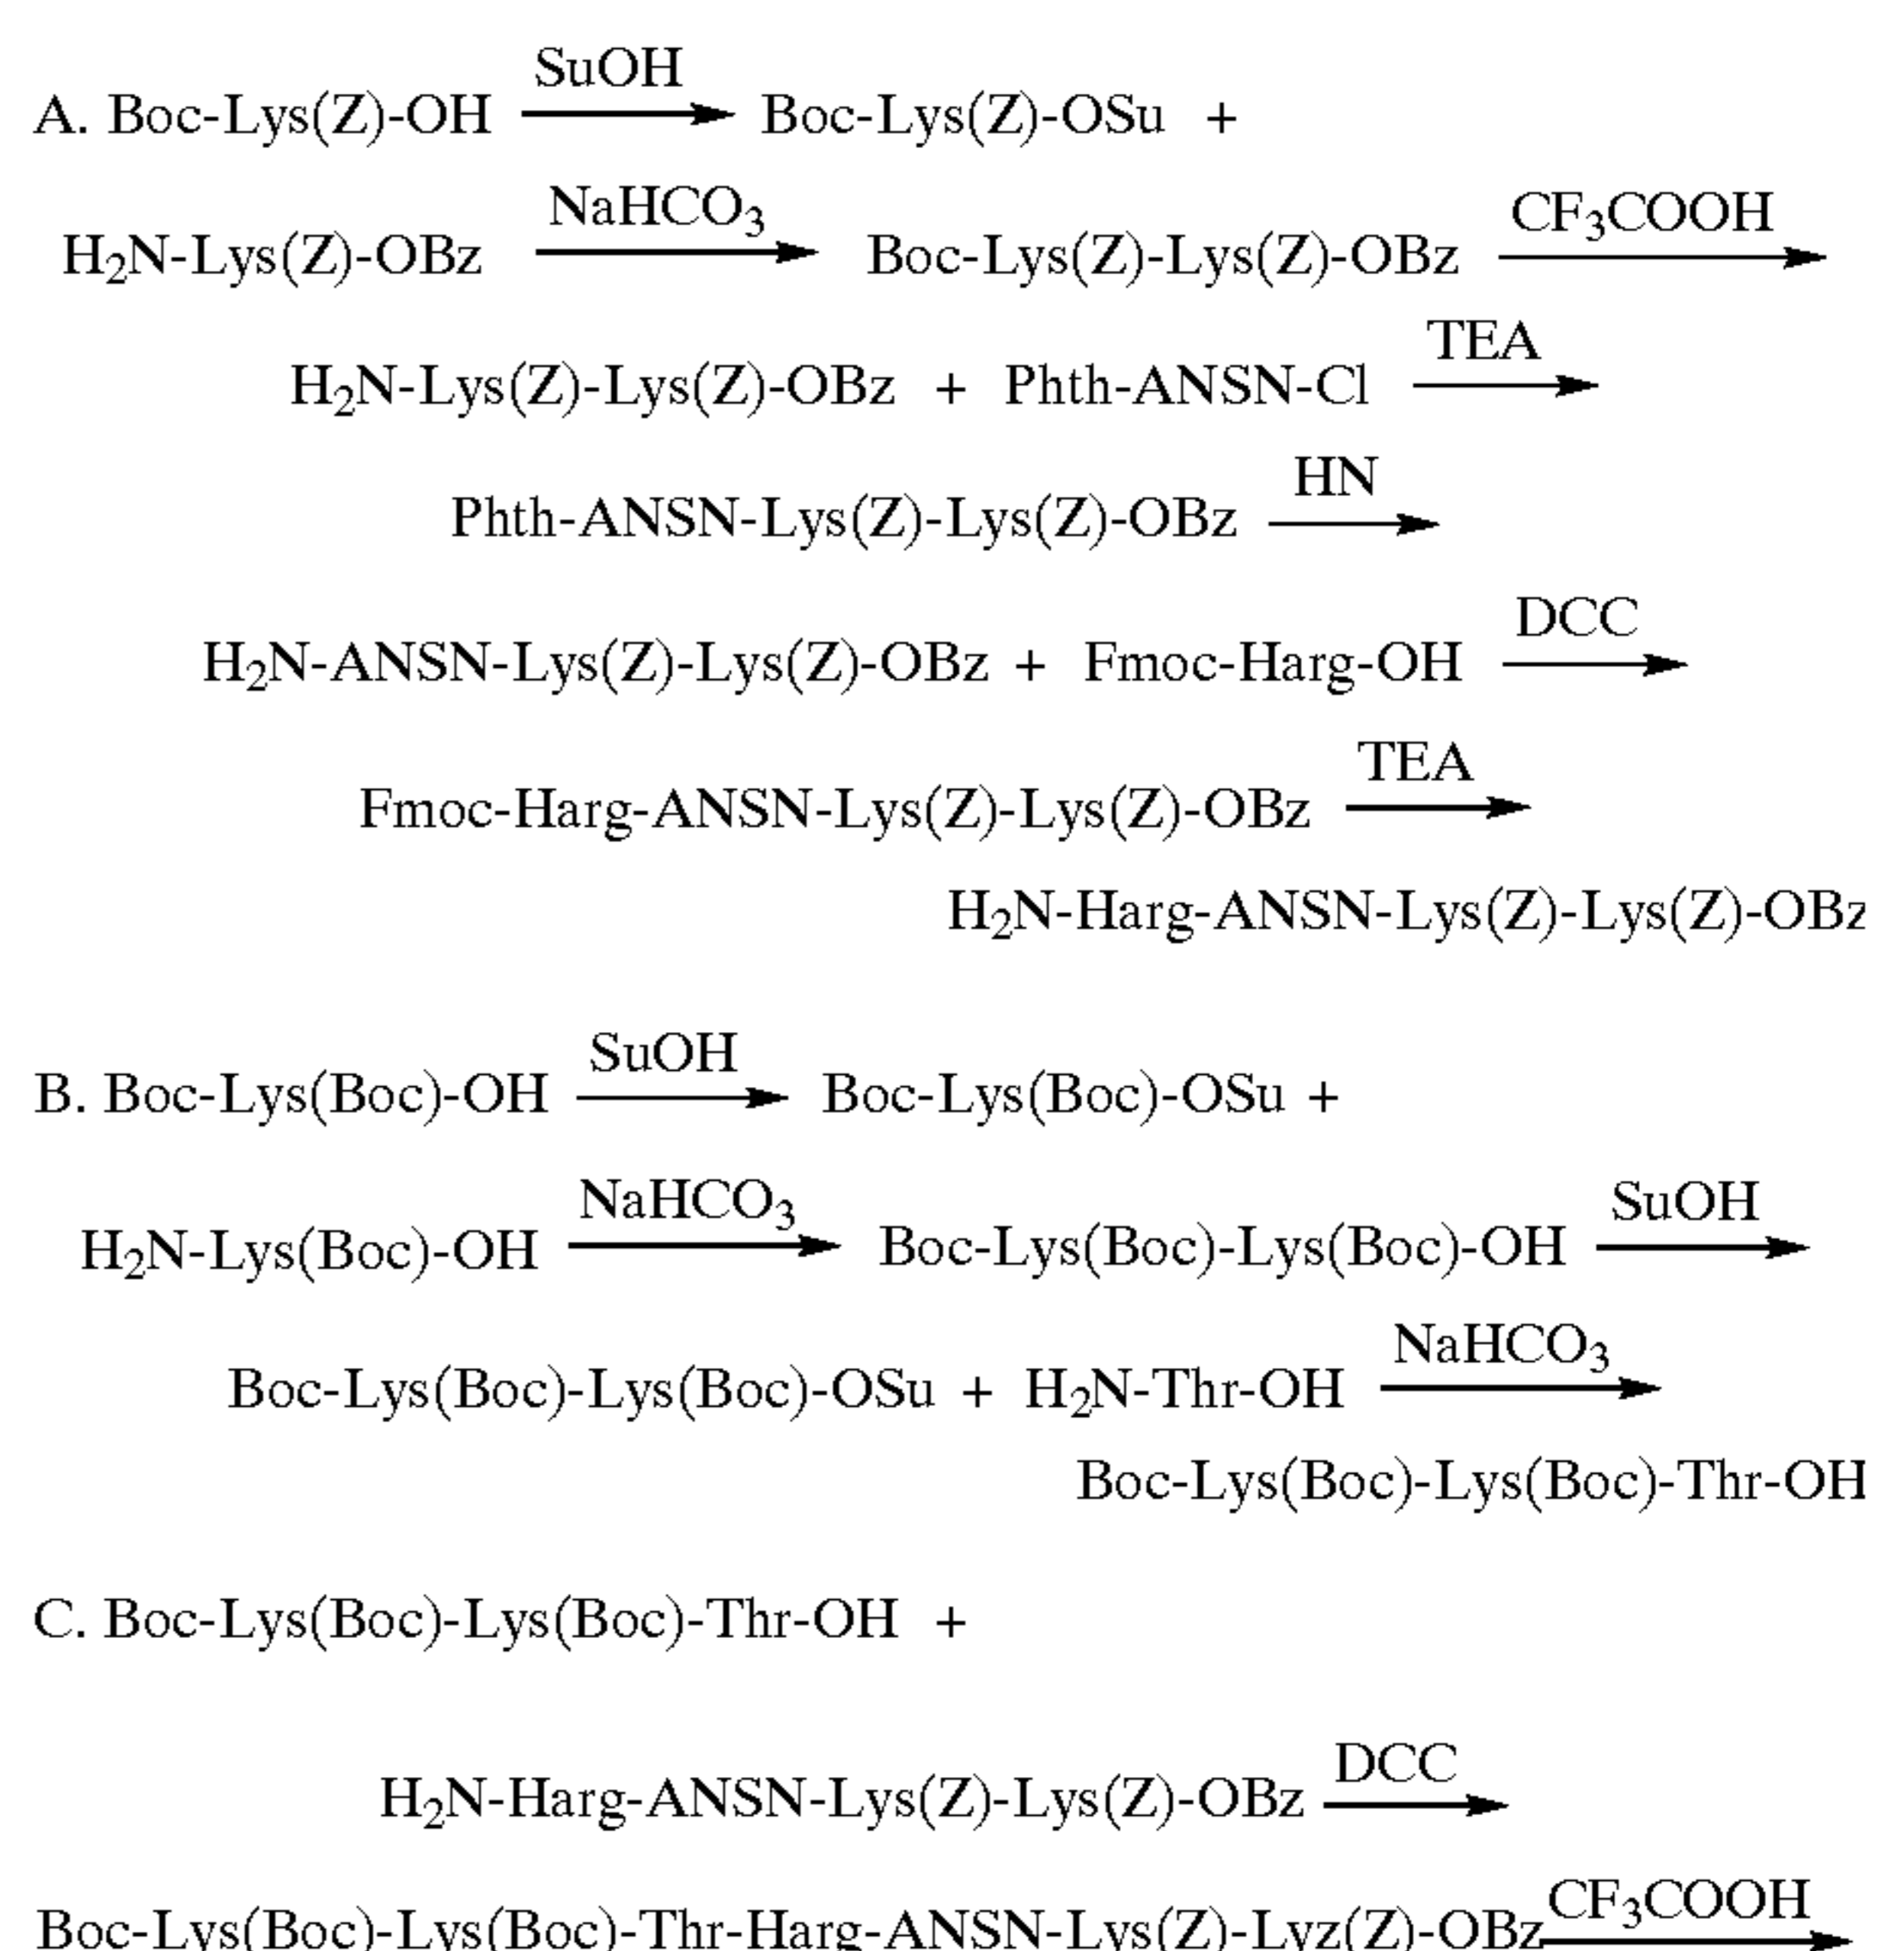 SuOH
A. Boc-Lys(Z)-OH → Boc-Lys(Z)-OSu +
NaHCO₃ CF₃COOH
H₂N-Lys(Z)-OBz → Boc-Lys(Z)-Lys(Z)-OBz →
TEA
H₂N-Lys(Z)-Lys(Z)-OBz + Phth-ANSN-Cl →
HN
Phth-ANSN-Lys(Z)-Lys(Z)-OBz →
DCC
H₂N-ANSN-Lys(Z)-Lys(Z)-OBz + Fmoc-Harg-OH →
TEA
Fmoc-Harg-ANSN-Lys(Z)-Lys(Z)-OBz →
H₂N-Harg-ANSN-Lys(Z)-Lys(Z)-OBz
SuOH
B. Boc-Lys(Boc)-OH → Boc-Lys(Boc)-OSu +
NaHCO₃ SuOH
H₂N-Lys(Boc)-OH → Boc-Lys(Boc)-Lys(Boc)-OH →
NaHCO₃
Boc-Lys(Boc)-Lys(Boc)-OSu + H₂N-Thr-OH →
Boc-Lys(Boc)-Lys(Boc)-Thr-OH
C. Boc-Lys(Boc)-Lys(Boc)-Thr-OH +
DCC
H₂N-Harg-ANSN-Lys(Z)-Lys(Z)-OBz →
CF₃COOH
Boc-Lys(Boc)-Lys(Boc)-Thr-Harg-ANSN-Lys(Z)-Lyz(Z)-OBz →